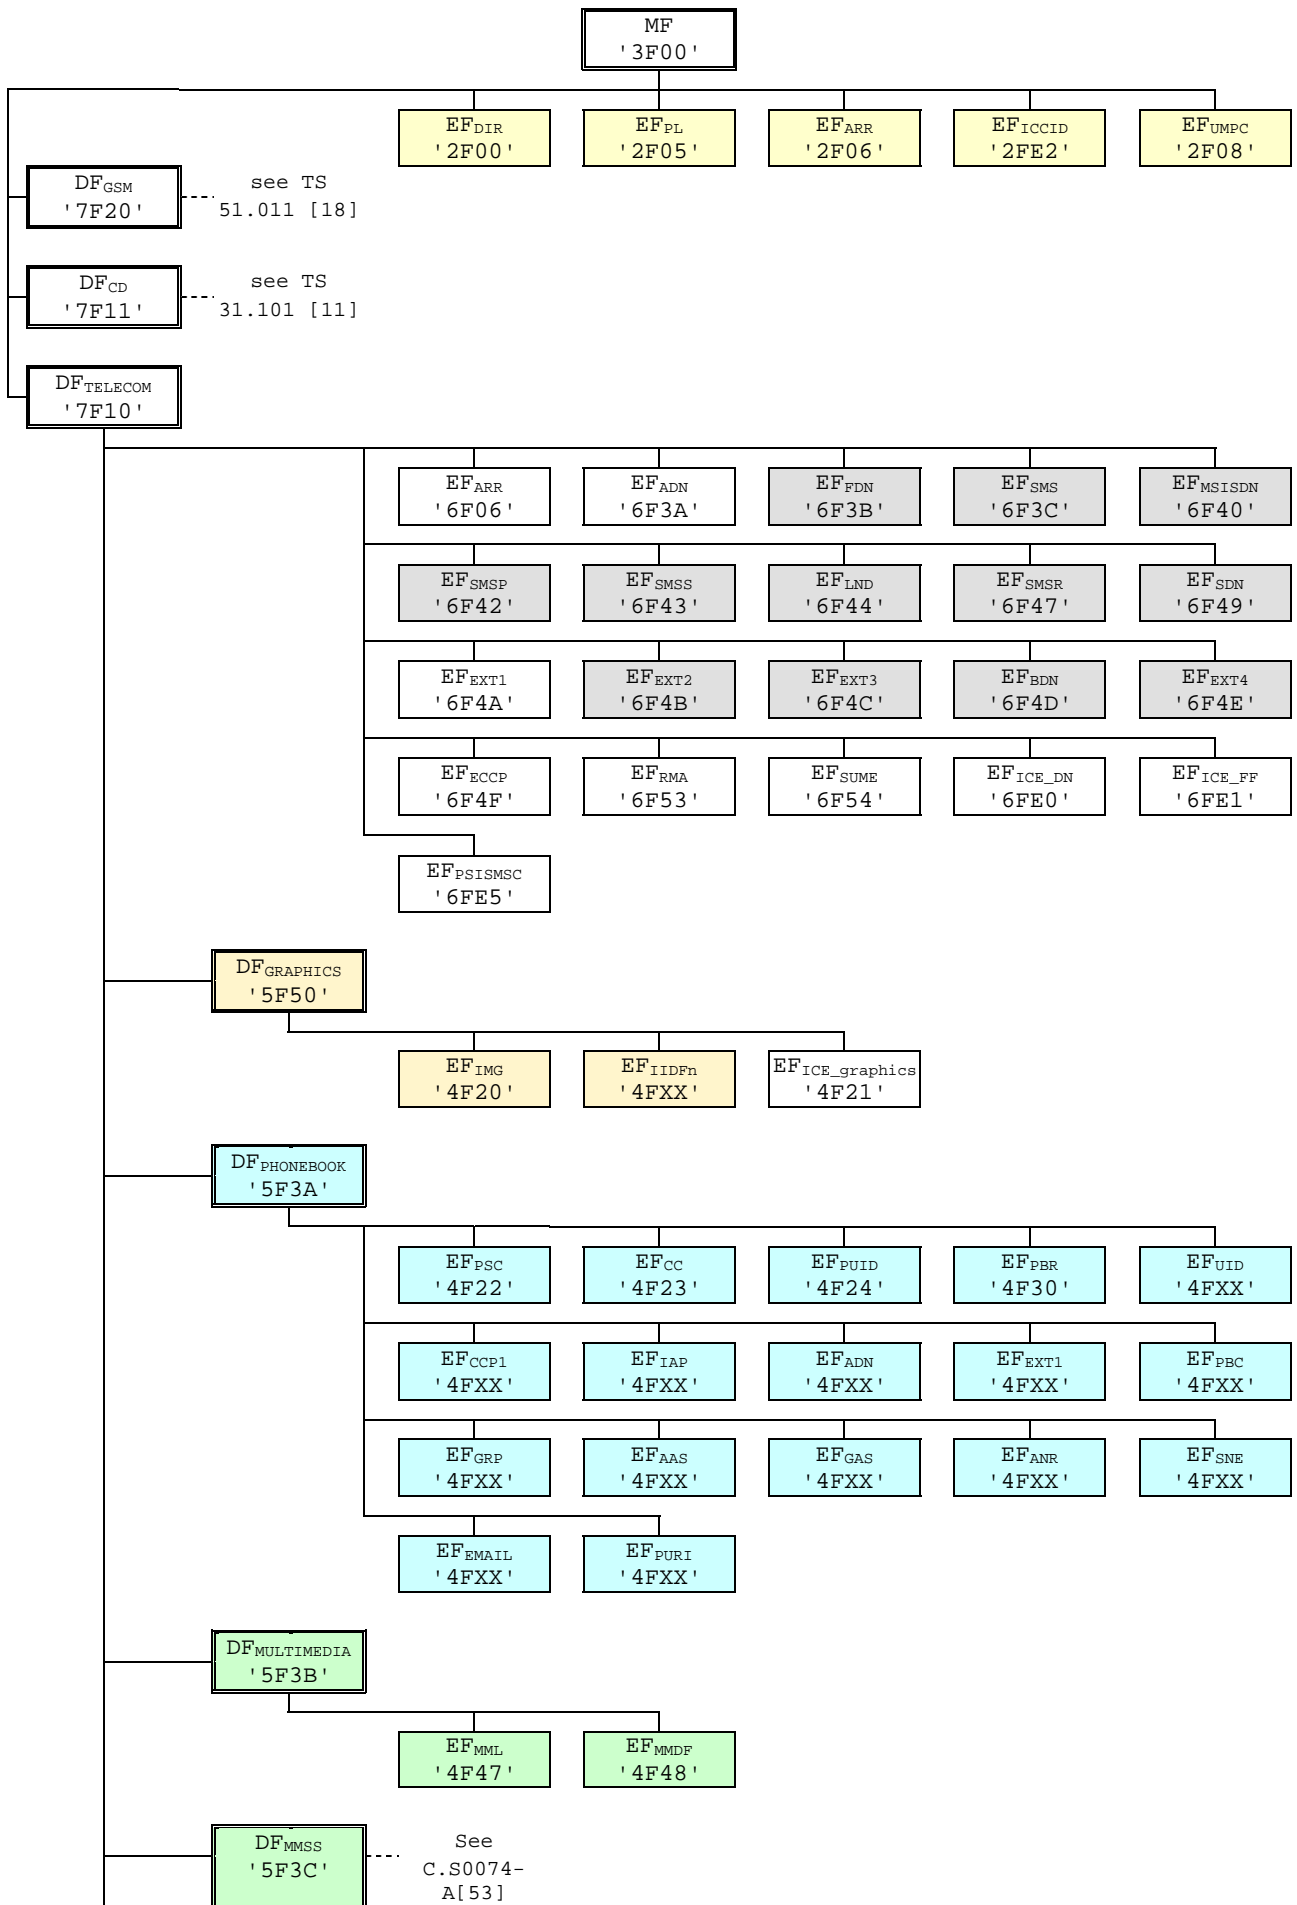 MF
'3F00'
EFDIR EFPL EFARR EFICCID EFUMPC
'2F00' '2F05' '2F06' '2FE2' '2F08'
DFGSM see TS
'7F20' 51.011 [18]
DFCD see TS
'7F11' 31.101 [11]
DFTELECOM
'7F10'
EFARR EFADN EFFDN EFSMS EFMSISDN
'6F06' '6F3A' '6F3B' '6F3C' '6F40'
EFSMSP EFSMSS EFLND EFSMSR EFSDN
'6F42' '6F43' '6F44' '6F47' '6F49'
EFEXT1 EFEXT2 EFEXT3 EFBDN EFEXT4
'6F4A' '6F4B' '6F4C' '6F4D' '6F4E'
EFECCP EFRMA EFSUME EFICE_DN EFICE_FF
'6F4F' '6F53' '6F54' '6FE0' '6FE1'
EFPSISMSC
'6FE5'
DFGRAPHICS
'5F50'
EFIMG EFIIDFn EFICE_graphics
'4F20' '4FXX' '4F21'
DFPHONEBOOK
'5F3A'
EFPSC EFCC EFPUID EFPBR EFUID
'4F22' '4F23' '4F24' '4F30' '4FXX'
EFCCP1 EFIAP EFADN EFEXT1 EFPBC
'4FXX' '4FXX' '4FXX' '4FXX' '4FXX'
EFGRP EFAAS EFGAS EFANR EFSNE
'4FXX' '4FXX' '4FXX' '4FXX' '4FXX'
EFEMAIL EFPURI
'4FXX' '4FXX'
DFMULTIMEDIA
'5F3B'
EFMML EFMMDF
'4F47' '4F48'
DFMMSS See
'5F3C' C.S0074-
A[53]